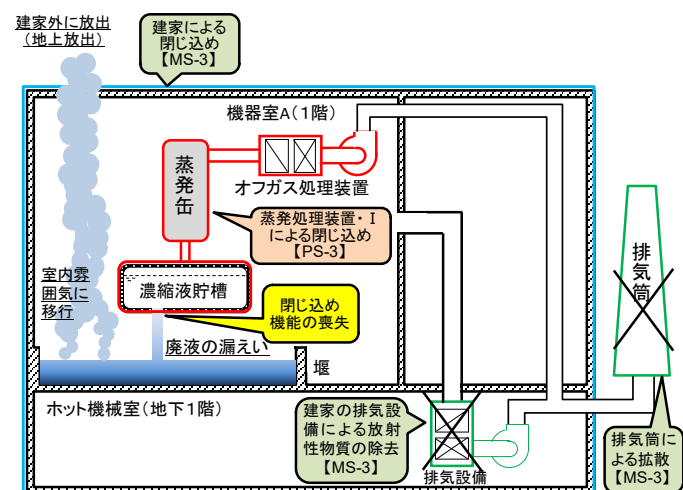 建家外に放出
（地上放出）
建家による
閉じ込め
【MS-3】
機器室A（1階）
蒸発缶
オフガス処理装置
蒸発処理装置・Ⅰ
による閉じ込め
【PS-3】
排気筒
室内雰
囲気に
移行
濃縮液貯槽
閉じ込め
機能の喪失
廃液の漏えい
堰
ホット機械室（地下1階）
建家の排気設
備による放射
性物質の除去
【MS-3】
排気設備
排気筒によ
る拡散
【MS-3】